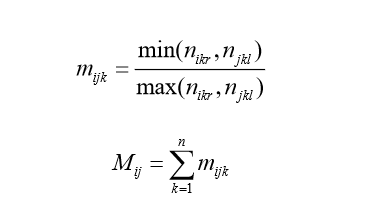 m_{ijk} = \frac{\min(n_{ikr}, n_{jkl})}{\max(n_{ikr}, n_{jkl})}
M_{ij} = \sum_{k=1}^{n} m_{ijk}